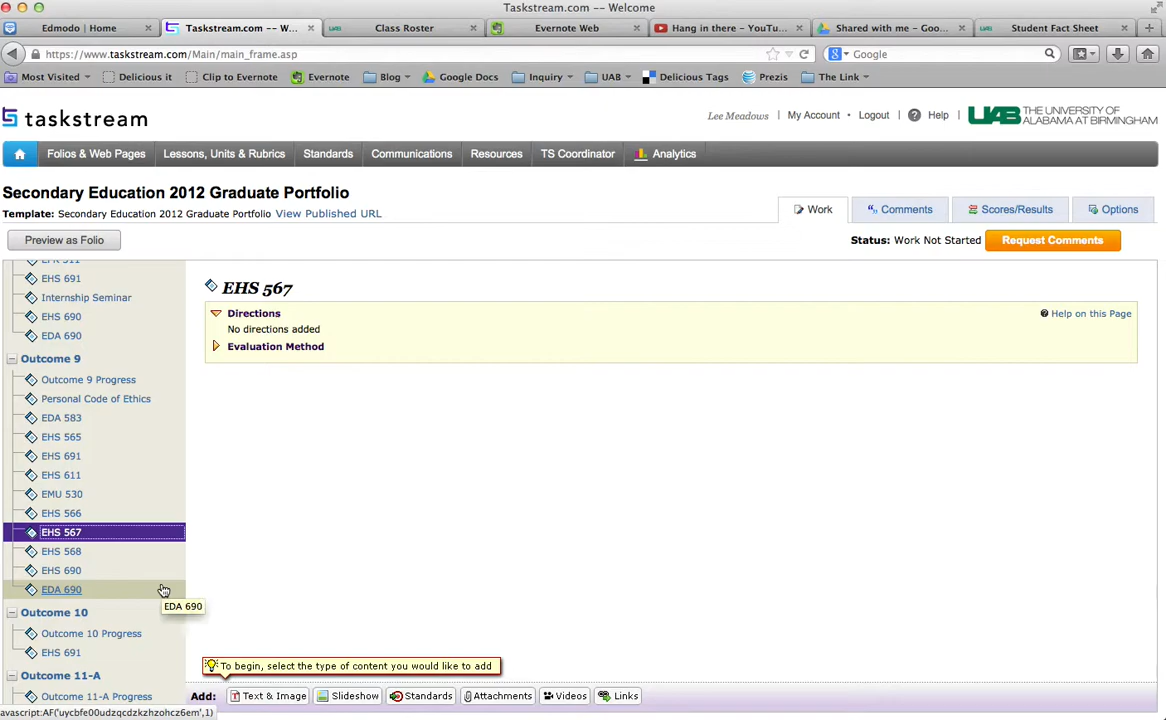 Taskstream.com -- Welcome
Edmodo | Home
Taskstream.com -- W...
UAB Class Roster
Evernote Web
Hang in there - YouTu...
Shared with me - Goo...
UAB Student Fact Sheet
https://www.taskstream.com/Main/main_frame.asp
Google
Most Visited
Delicious it
Clip to Evernote
Evernote
Blog
Google Docs
Inquiry
UAB
Delicious Tags
Prezis
The Link
taskstream
Lee Meadows | My Account • Logout | Help
UAB THE UNIVERSITY OF
ALABAMA AT BIRMINGHAM
Folios & Web Pages
Lessons, Units & Rubrics
Standards
Communications
Resources
TS Coordinator
Analytics
Secondary Education 2012 Graduate Portfolio
Template: Secondary Education 2012 Graduate Portfolio View Published URL
Work
Comments
Scores/Results
Options
Preview as Folio
Status: Work Not Started
Request Comments
EPR 511
EHS 691
Internship Seminar
EHS 690
EDA 690
Outcome 9
Outcome 9 Progress
Personal Code of Ethics
EDA 583
EHS 565
EHS 691
EHS 611
EMU 530
EHS 566
EHS 567
EHS 568
EHS 690
EDA 690
EDA 690
Outcome 10
Outcome 10 Progress
EHS 691
Outcome 11-A
Outcome 11-A Progress
javascript:AF('uycbfe00udzqcdzkzhzohcz6em',1)
EHS 567
Directions
Help on this Page
No directions added
Evaluation Method
To begin, select the type of content you would like to add
Add:
Text & Image
Slideshow
Standards
Attachments
Videos
Links